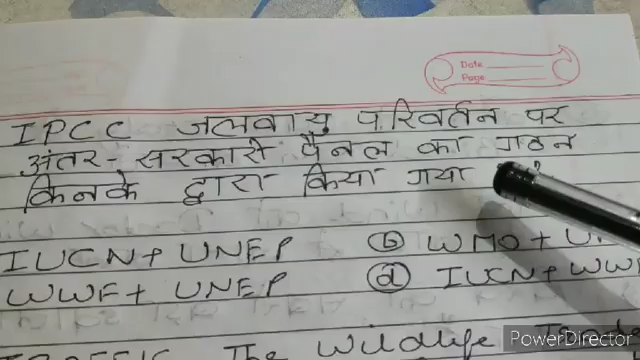 Date
Page
IPCC जलवायु परिवर्तन पर
अंतर-सरकारी पैनल का गठन
किनके द्वारा किया गया ?
IUCN+ UNEP (b) WMO+
WWF+ UNEP (d) IUCN+WW
The Wildlife
PowerDirector